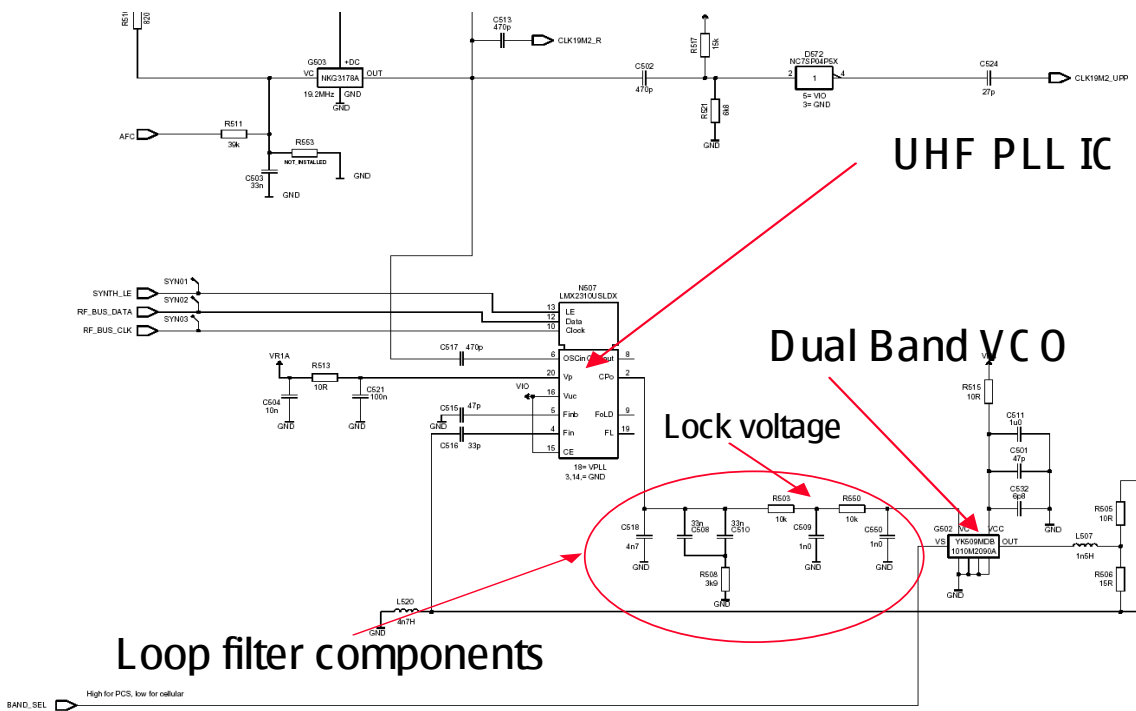 R510
820
C513
470p
CLK19M2_R
R517
15k
G503
+DC
VC
NKG3178A
OUT
19.2MHz
GND
GND
C502
470p
D572
NC7SP04P5X
2
1
4
5= VIO
3= GND
C524
27p
CLK19M2_UPP
R521
6k8
GND
AFC
R511
39k
R553
NOT_INSTALLED
C503
33n
GND
GND
UHF PLL IC
SYN01
SYNTH_LE
SYN02
RF_BUS_DATA
SYN03
RF_BUS_CLK
N507
LMX2310USLDX
13
LE
12
Data
10
Clock
C517
470p
6
OSCin
out
8
VR1A
R513
10R
20
Vp
CPo
2
C504
10n
C521
100n
GND
GND
VIO
16
Vuc
C515
47p
GND
5
Finb
FoLD
9
C516
33p
4
Fin
FL
19
15
CE
18= VPLL
3,14,= GND
Dual Band VCO
R515
10R
C511
1u0
C501
47p
C532
6p8
GND
Lock voltage
R503
10k
R550
10k
C518
4n7
GND
33n
C508
33n
C510
R508
3k9
GND
C509
1n0
GND
C550
1n0
GND
G502
VC
VCC
VS
YK509MDB
1010M2090A
OUT
GND
L507
1n5H
R505
10R
R506
15R
L520
4n7H
GND
Loop filter components
High for PCS, low for cellular
BAND_SEL